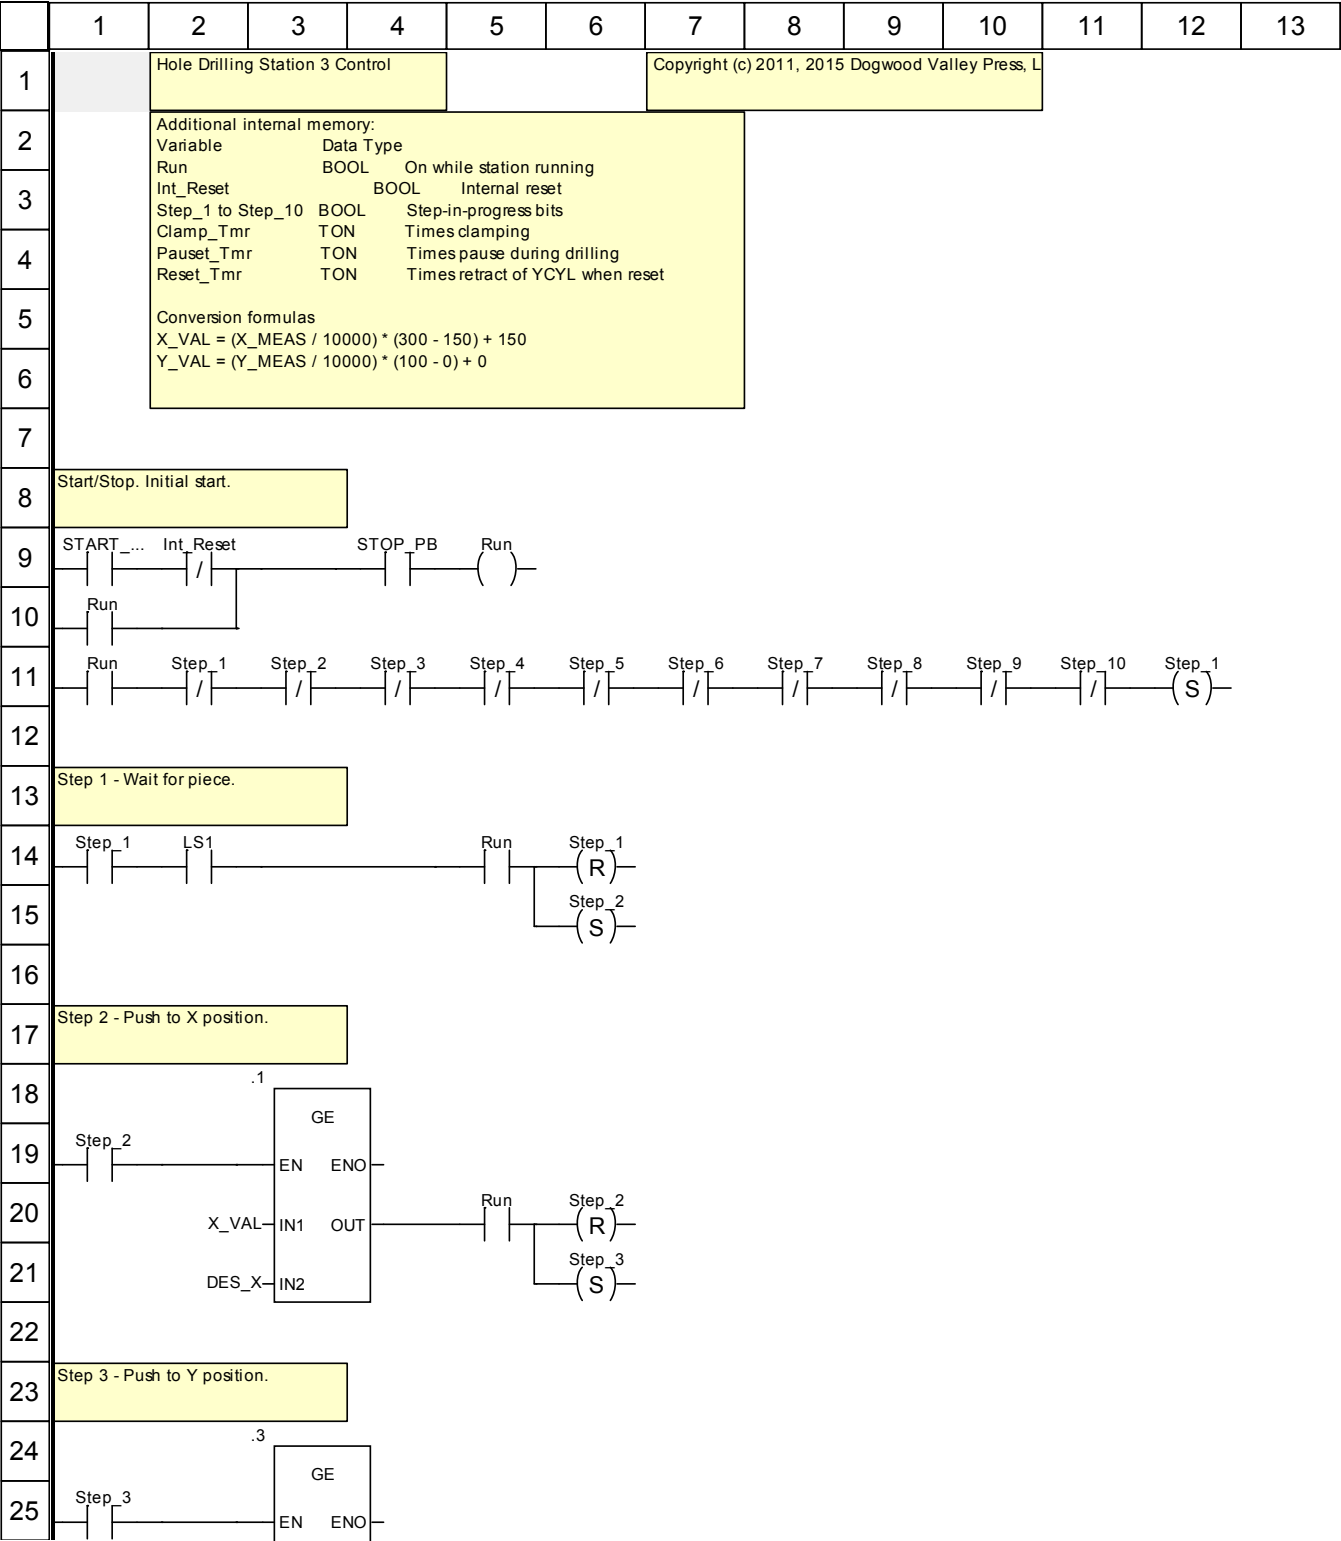 1 2 3 4 5 6 7 8 9 10 11 12 13
1
Hole Drilling Station 3 Control
Copyright (c) 2011, 2015 Dogwood Valley Press, L
2
Additional internal memory:
Variable Data Type
Run BOOL On while station running
3
Int_Reset BOOL Internal reset
Step_1 to Step_10 BOOL Step-in-progress bits
Clamp_Tmr TON Times clamping
4
Pauset_Tmr TON Times pause during drilling
Reset_Tmr TON Times retract of YCYL when reset
5
Conversion formulas
X_VAL = (X_MEAS / 10000) * (300 - 150) + 150
Y_VAL = (Y_MEAS / 10000) * (100 - 0) + 0
6
7
8
Start/Stop. Initial start.
START_... Int_Reset STOP_PB Run
9
/
Run
10
Run Step_1 Step_2 Step_3 Step_4 Step_5 Step_6 Step_7 Step_8 Step_9 Step_10 Step_1
11
/ / / / / / / / / / S
12
13
Step 1 - Wait for piece.
Step_1 LS1 Run Step_1
14
R
Step_2
15
S
16
17
Step 2 - Push to X position.
.1
18
GE
Step_2
19
EN ENO
Run Step_2
20
X_VAL IN1 OUT R
Step_3
21
DES_X IN2 S
22
23
Step 3 - Push to Y position.
.3
24
GE
Step_3
25
EN ENO